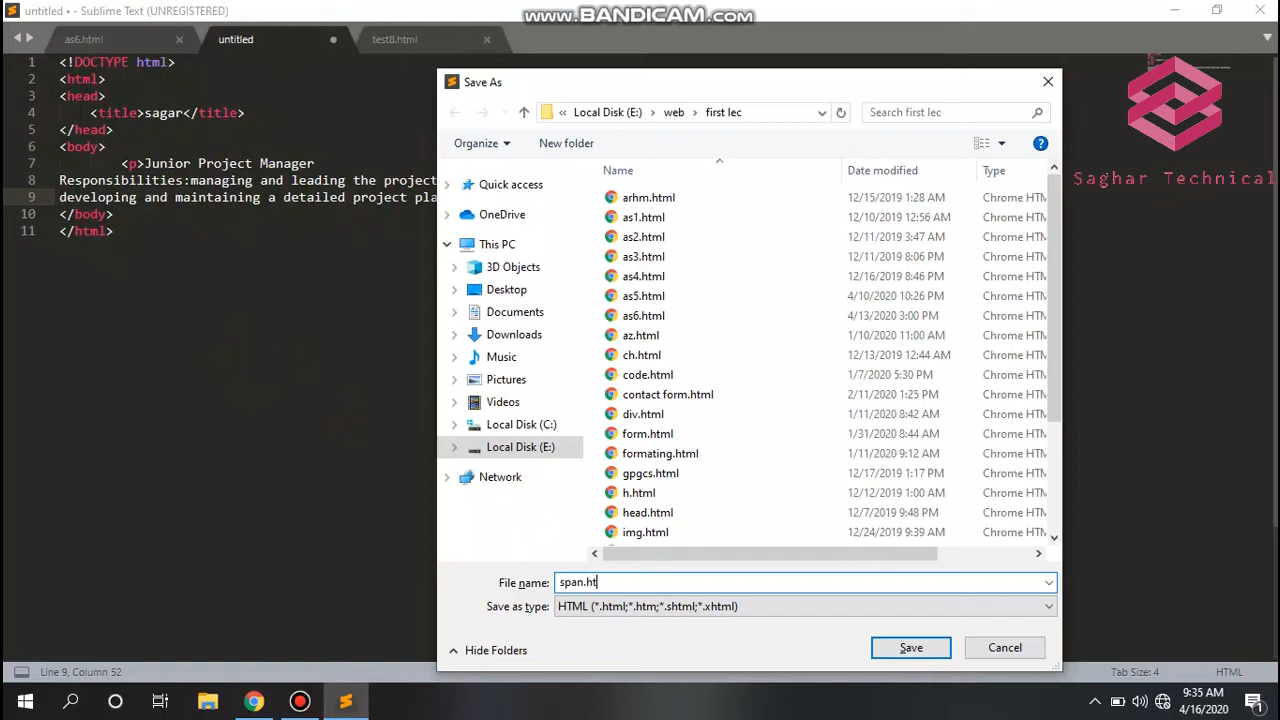 untitled • - Sublime Text (UNREGISTERED)
www.BANDICAM.com
as6.html
untitled
test8.html
1 <!DOCTYPE html>
2 <html>
3 <head>
4 <title>sagar</title>
5 </head>
6 <body>
7 <p>Junior Project Manager
8 Responsibilities:managing and leading the project
9 developing and maintaining a detailed project pla
10 </body>
11 </html>
Saghar Technical
Save As
« Local Disk (E:) > web > first lec
Search first lec
Organize
New folder
Name Date modified Type
Quick access
OneDrive
This PC
3D Objects
Desktop
Documents
Downloads
Music
Pictures
Videos
Local Disk (C:)
Local Disk (E:)
Network
arhm.html 12/15/2019 1:28 AM Chrome HTM
as1.html 12/10/2019 12:56 AM Chrome HTM
as2.html 12/11/2019 3:47 AM Chrome HTM
as3.html 12/11/2019 8:06 PM Chrome HTM
as4.html 12/16/2019 8:46 PM Chrome HTM
as5.html 4/10/2020 10:26 PM Chrome HTM
as6.html 4/13/2020 3:00 PM Chrome HTM
az.html 1/10/2020 11:00 AM Chrome HTM
ch.html 12/13/2019 12:44 AM Chrome HTM
code.html 1/7/2020 5:30 PM Chrome HTM
contact form.html 2/11/2020 1:25 PM Chrome HTM
div.html 1/11/2020 8:42 AM Chrome HTM
form.html 1/31/2020 8:44 AM Chrome HTM
formating.html 1/11/2020 9:12 AM Chrome HTM
gpgcs.html 12/17/2019 1:17 PM Chrome HTM
h.html 12/12/2019 1:00 AM Chrome HTM
head.html 12/7/2019 9:48 PM Chrome HTM
img.html 12/24/2019 9:39 AM Chrome HTM
File name: span.ht
Save as type: HTML (*.html;*.htm;*.shtml;*.xhtml)
Hide Folders
Save
Cancel
Line 9, Column 52
Tab Size: 4
HTML
9:35 AM
4/16/2020
1